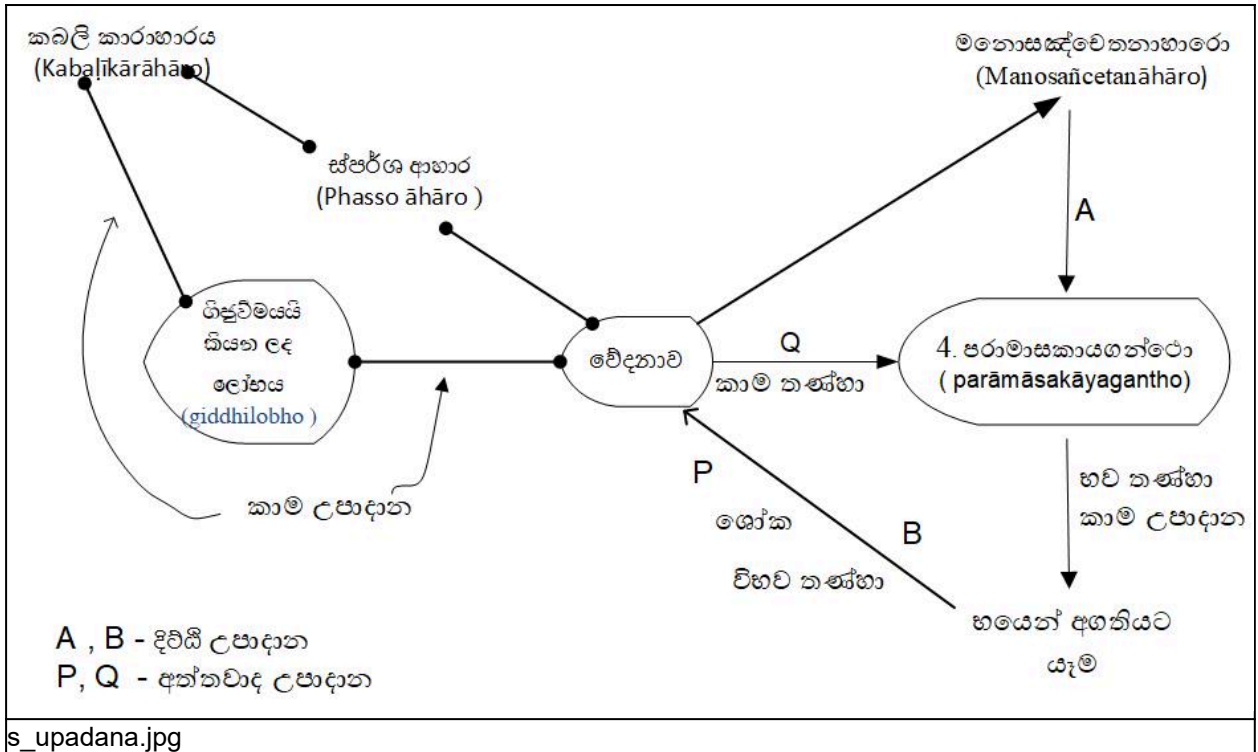 කබලි කාරාහාරය
(Kabaḷīkārāhāro)
මනොසඤ්චෙතනාහාරො
(Manosañcetanāhāro)
ස්පර්ශ ආහාර
(Phasso āhāro )
A
ගිජුව්මයයි
කියන ලද
ලෝභය
(giddhilobho )
වේදනාව
Q
කාම තණ්හා
4. පරාමාසකායගන්ථො
( parāmāsakāyagantho)
P
ශෝක
විභව තණ්හා
B
භව තණ්හා
කාම උපාදාන
කාම උපාදාන
භයෙන් අගතියට
යෑම
A , B - දිට්ඨි උපාදාන
P, Q - අත්තවාද උපාදාන
s_upadana.jpg